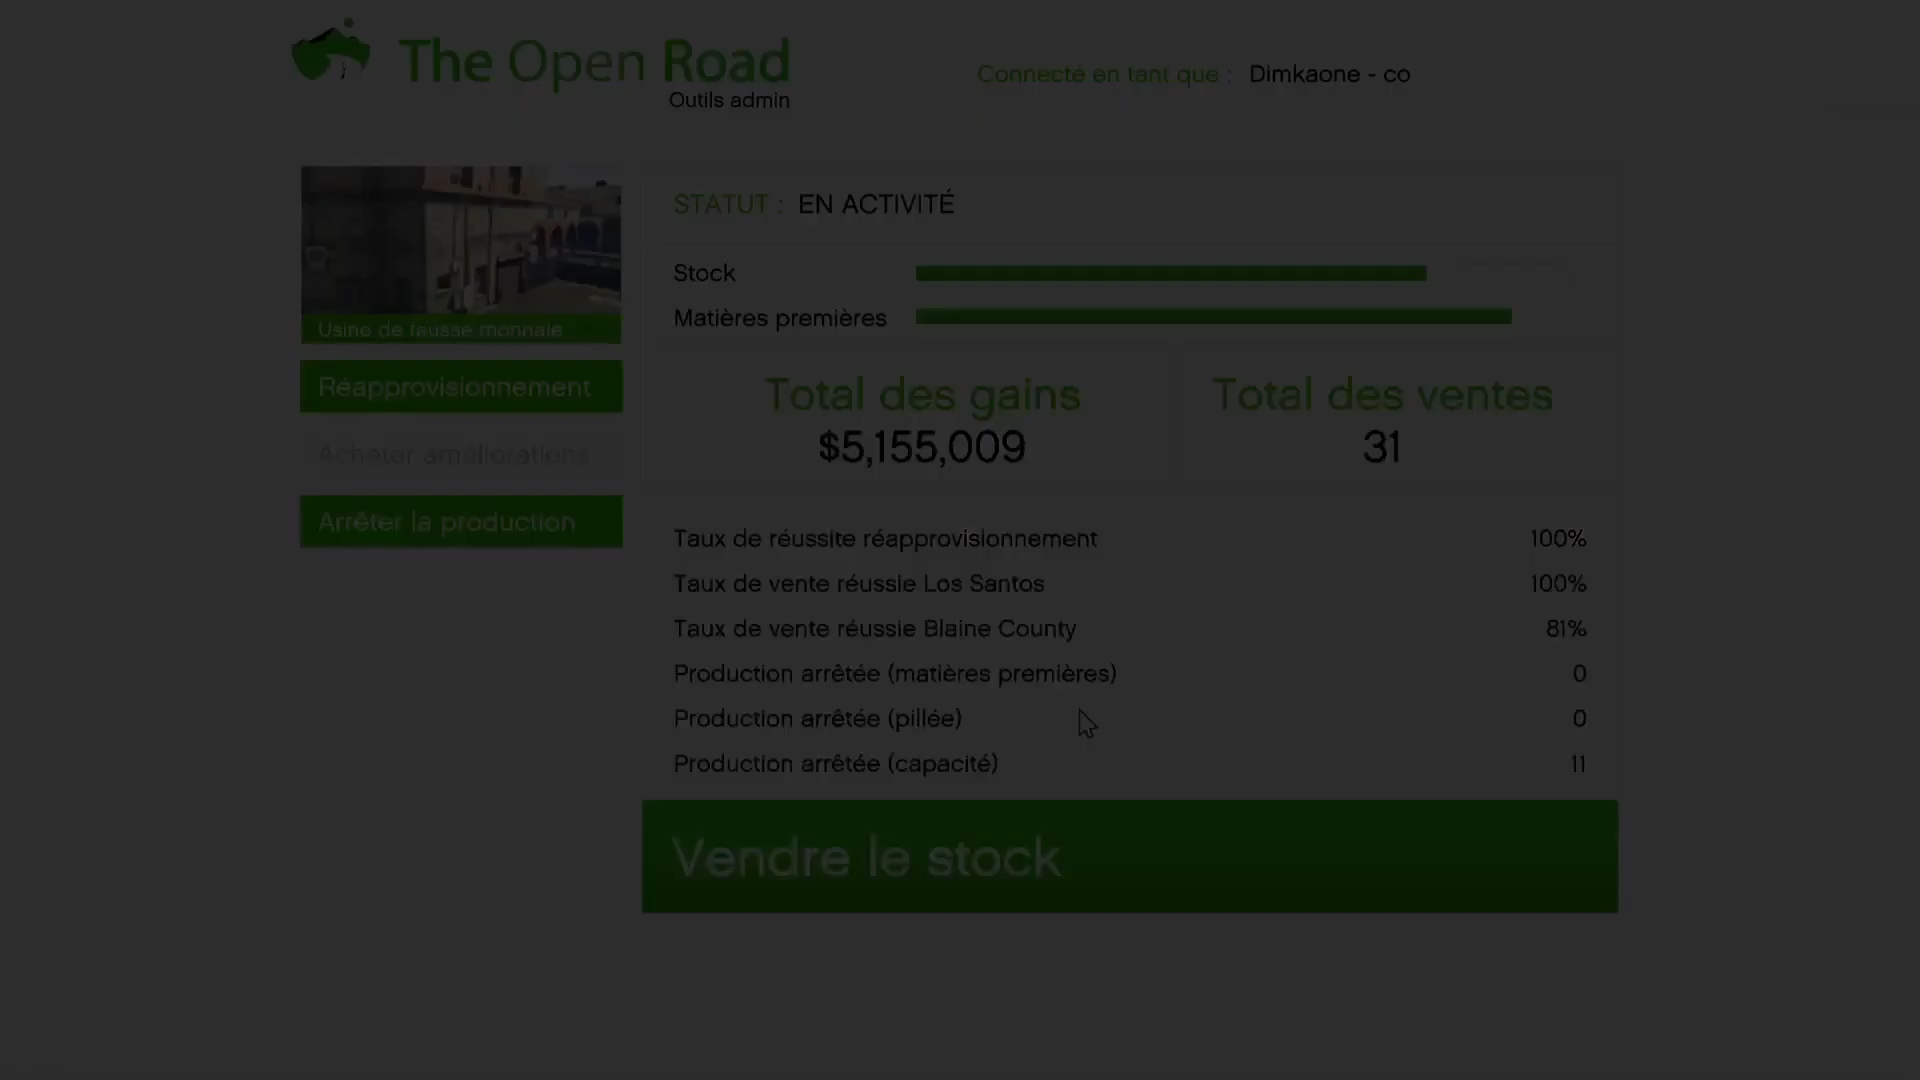 The Open Road
Outils admin
Connecté en tant que : Dimkaone - co
Usine de fausse monnaie
Réapprovisionnement
Acheter améliorations
Arrêter la production
STATUT : EN ACTIVITÉ
Stock
Matières premières
Total des gains
$5,155,009
Total des ventes
31
Taux de réussite réapprovisionnement 100%
Taux de vente réussie Los Santos 100%
Taux de vente réussie Blaine County 81%
Production arrêtée (matières premières) 0
Production arrêtée (pillée) 0
Production arrêtée (capacité) 11
Vendre le stock